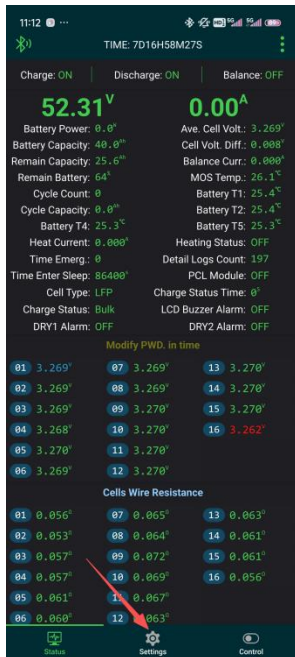 11:12 ...
TIME: 7D16H58M27S
Charge: ON Discharge: ON Balance: OFF
52.31V 0.00A
Battery Power: 0.0W Ave. Cell Volt.: 3.269V
Battery Capacity: 40.0Ah Cell Volt. Diff.: 0.008V
Remain Capacity: 25.6Ah Balance Curr.: 0.000A
Remain Battery: 64% MOS Temp.: 26.1℃
Cycle Count: 0 Battery T1: 25.4℃
Cycle Capacity: 0.0Ah Battery T2: 25.4℃
Battery T4: 25.3℃ Battery T5: 25.3℃
Heat Current: 0.000A Heating Status: OFF
Time Emerg.: 0 Detail Logs Count: 197
Time Enter Sleep: 86400S PCL Module: OFF
Cell Type: LFP Charge Status Time: 0S
Charge Status: Bulk LCD Buzzer Alarm: OFF
DRY1 Alarm: OFF DRY2 Alarm: OFF
Modify PWD. in time
01 3.269V 07 3.269V 13 3.270V
02 3.269V 08 3.269V 14 3.270V
03 3.269V 09 3.270V 15 3.270V
04 3.268V 10 3.270V 16 3.262V
05 3.270V 11 3.270V
06 3.269V 12 3.270V
Cells Wire Resistance
01 0.056Ω 07 0.065Ω 13 0.063Ω
02 0.053Ω 08 0.064Ω 14 0.061Ω
03 0.057Ω 09 0.072Ω 15 0.061Ω
04 0.057Ω 10 0.069Ω 16 0.056Ω
05 0.061Ω 11 0.067Ω
06 0.060Ω 12 0.063Ω
Status Settings Control